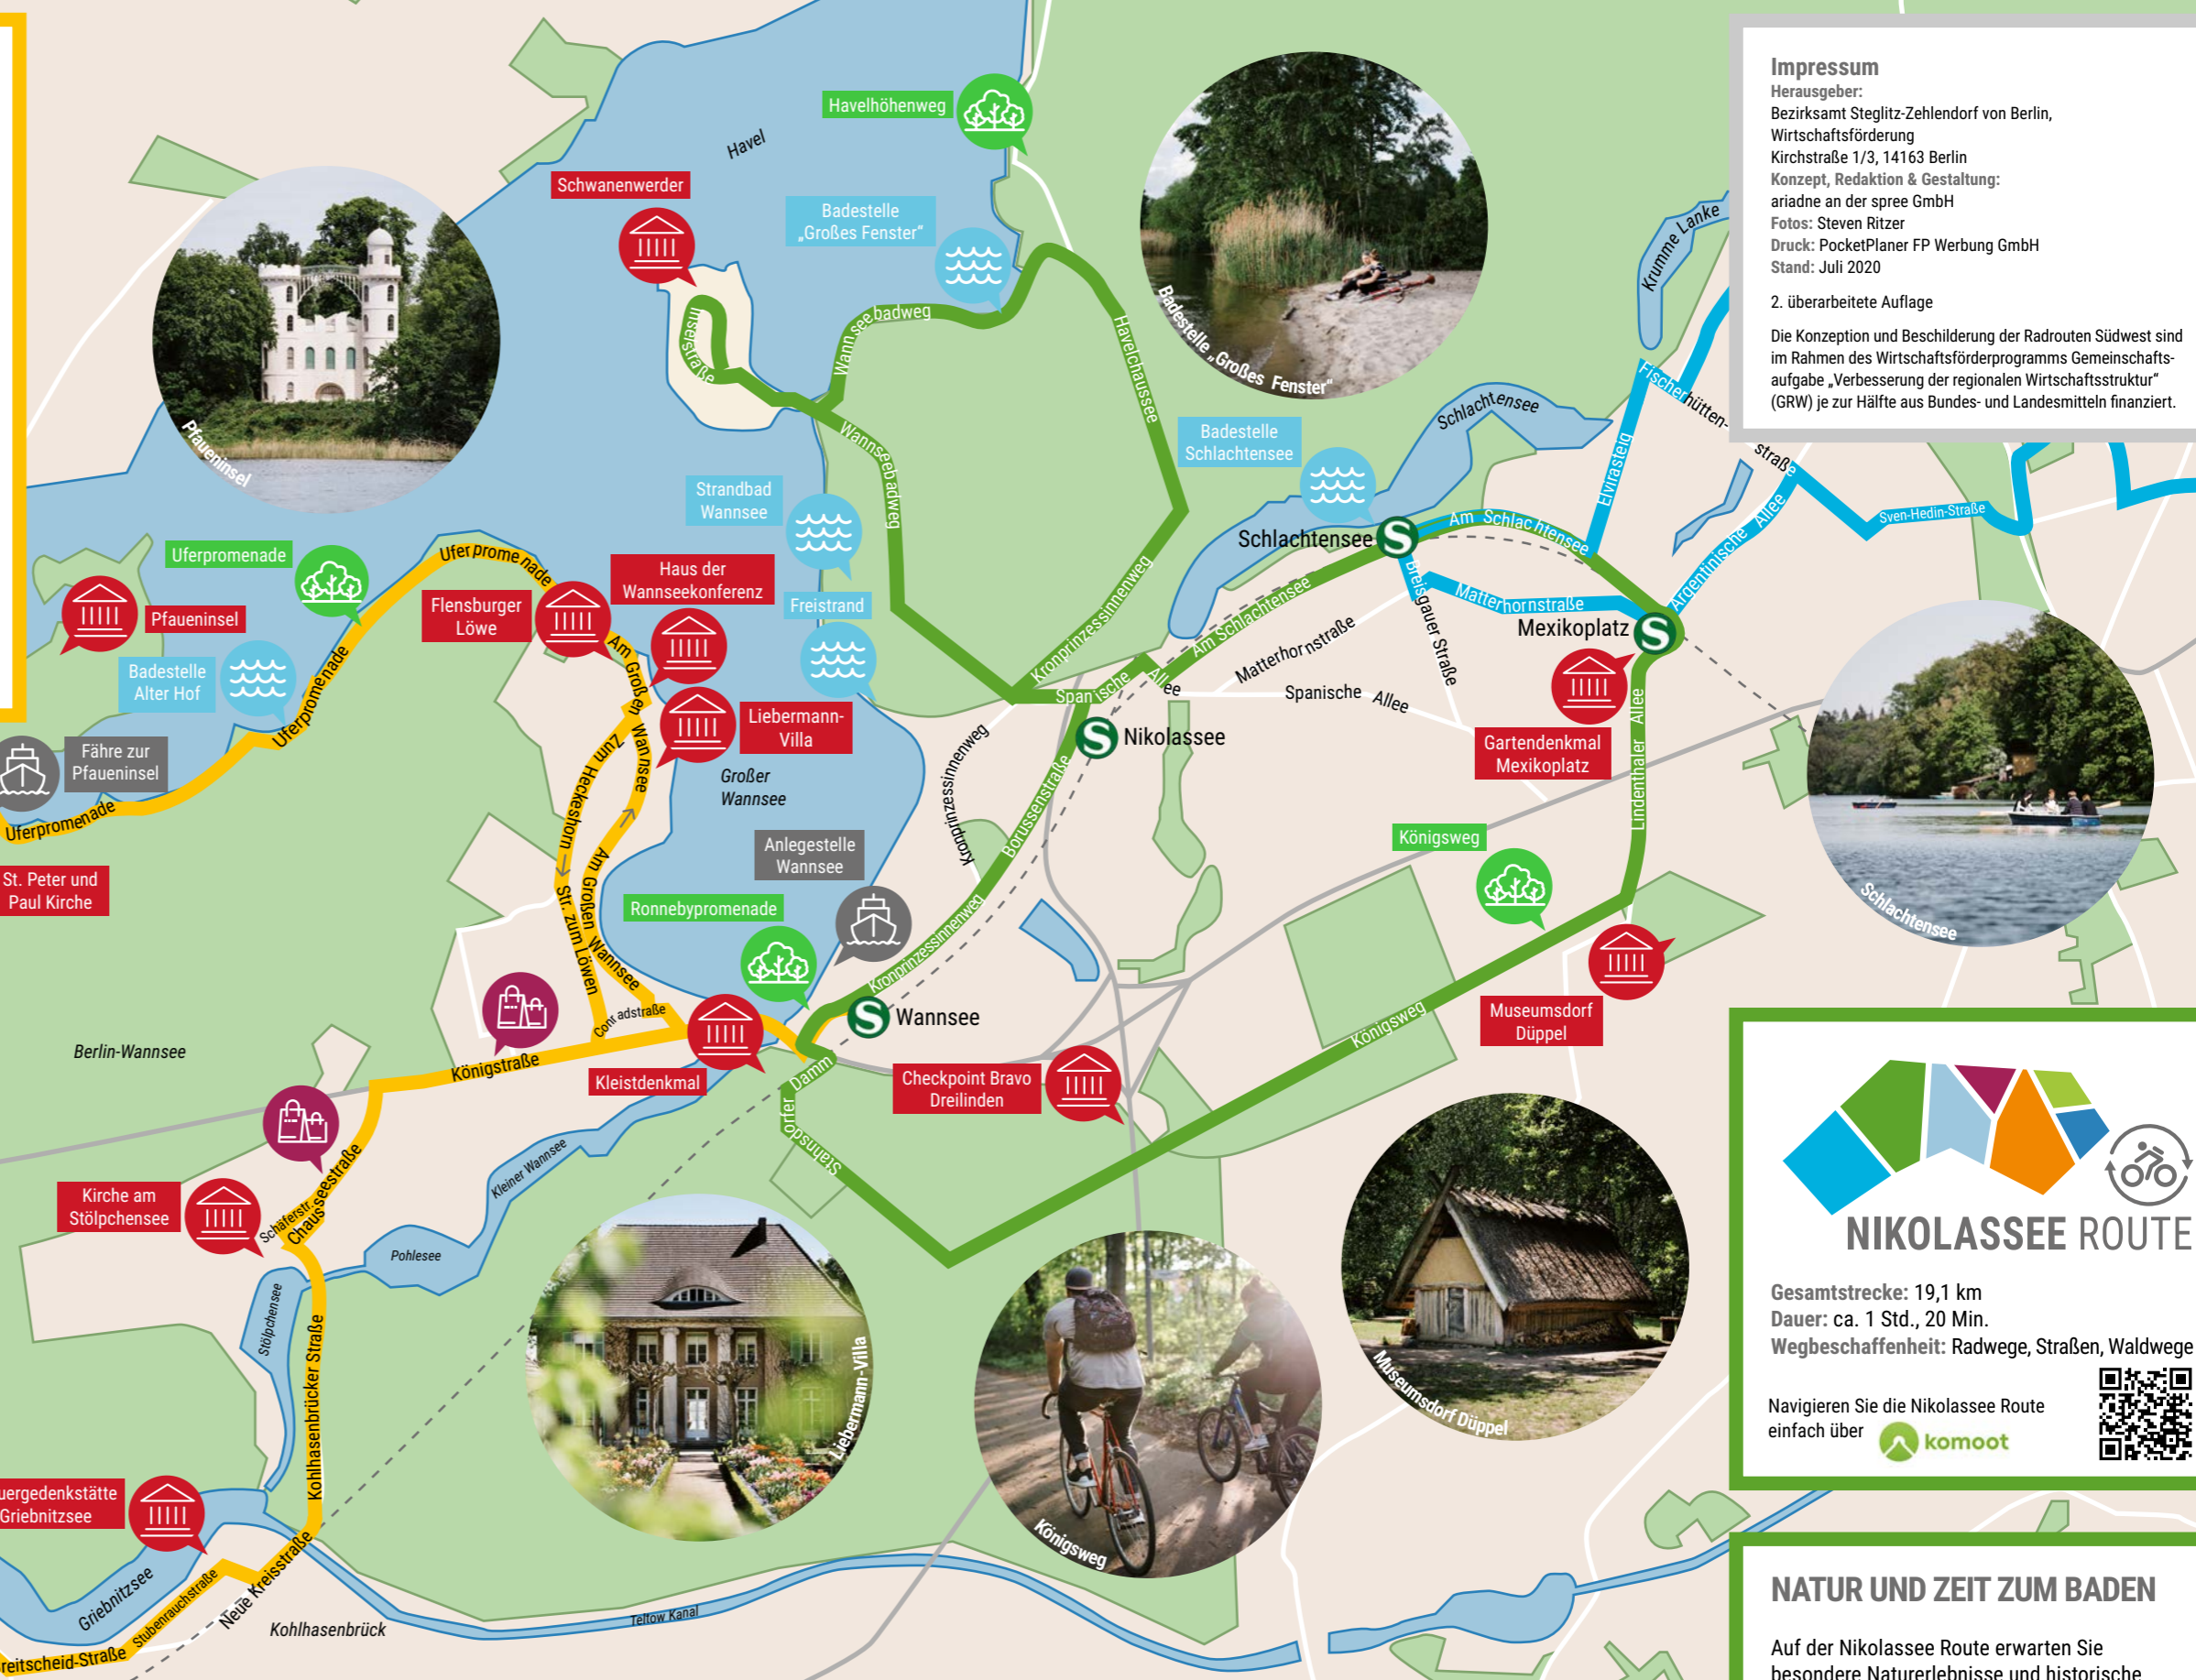 Impressum
Herausgeber:
Bezirksamt Steglitz-Zehlendorf von Berlin,
Wirtschaftsförderung
Kirchstraße 1/3, 14163 Berlin
Konzept, Redaktion & Gestaltung:
ariadne an der spree GmbH
Fotos: Steven Ritzer
Druck: PocketPlaner FP Werbung GmbH
Stand: Juli 2020
2. überarbeitete Auflage
Die Konzeption und Beschilderung der Radrouten Südwest sind
im Rahmen des Wirtschaftsförderprogramms Gemeinschafts-
aufgabe „Verbesserung der regionalen Wirtschaftsstruktur“
(GRW) je zur Hälfte aus Bundes- und Landesmitteln finanziert.
Havelhöhenweg
Havel
Schwanenwerder
Badestelle
„Großes Fenster“
Krumme Lanke
Inselstraße
Wannseebadweg
Havelchaussee
Badestelle „Großes Fenster“
Pfaueninsel
Wannseebadweg
Fischerhütten-
straße
Schlachtensee
Badestelle
Schlachtensee
Elvirasteig
Strandbad
Wannsee
Argentinische Allee
Sven-Hedin-Straße
Schlachtensee
S
Am Schlachtensee
Uferpromenade
Uferpromenade
Haus der
Wannseekonferenz
Flensburger
Löwe
Freistrand
Pfaueninsel
Badestelle
Alter Hof
Uferpromenade
Am Großen Wannsee
Kronprinzessinnenweg
Am Schlachtensee
Breisgauer Straße
Matterhornstraße
Mexikoplatz
S
Matterhornstraße
Spanische Allee
Spanische Allee
Fähre zur
Pfaueninsel
Liebermann-
Villa
Zum Heckeshorn
Großer
Wannsee
S
Nikolassee
Gartendenkmal
Mexikoplatz
Lindenthaler Allee
Kronprinzessinnenweg
Borussenstraße
Uferpromenade
Königsweg
Anlegestelle
Wannsee
St. Peter und
Paul Kirche
Am Großen Wannsee
Str. zum Löwen
Ronnebypromenade
Kronprinzessinnenweg
Schlachtensee
S
Wannsee
Conradstraße
Museumsdorf
Düppel
Königsweg
Berlin-Wannsee
Königstraße
Kleistdenkmal
Checkpoint Bravo
Dreilinden
Stahnsdorfer Damm
Kirche am
Stölpchensee
Schäferstr.
Chausseestraße
Kleiner Wannsee
Pohlesee
Stölpchensee
Kohlhasenbrücker Straße
Liebermann-Villa
Königsweg
Museumsdorf Düppel
NIKOLASSEE ROUTE
Gesamtstrecke: 19,1 km
Dauer: ca. 1 Std., 20 Min.
Wegbeschaffenheit: Radwege, Straßen, Waldwege
Navigieren Sie die Nikolassee Route
einfach über
komoot
uergedenkstätte
Griebnitzsee
Griebnitzsee
Neue Kreisstraße
Stubenrauchstraße
reitscheid-Straße
Kohlhasenbrück
Teltow Kanal
NATUR UND ZEIT ZUM BADEN
Auf der Nikolassee Route erwarten Sie
besondere Naturerlebnisse und historische